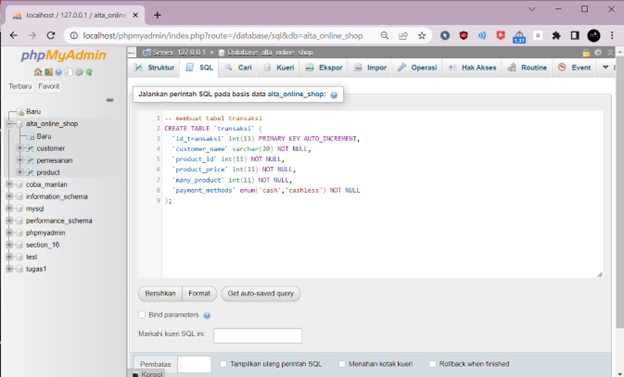 localhost / 127.0.0.1 / alta_online
localhost/phpmyadmin/index.php?route=/database/sql&db=alta_online_shop
1.37
phpMyAdmin
Server: 127.0.0.1 » Database: alta_online_shop
Struktur SQL Cari Kueri Ekspor Impor Operasi Hak Akses Routine Event
Terbaru Favorit
Jalankan perintah SQL pada basis data alta_online_shop:
Baru
alta_online_shop
Baru
customer
pemesanan
product
coba_manlan
information_schema
mysql
performance_schema
phpmyadmin
section_16
test
tugas1
1 -- membuat tabel transaksi
2 CREATE TABLE `transaksi` (
3 `id_transaksi` int(11) PRIMARY KEY AUTO_INCREMENT,
4 `customer_name` varchar(20) NOT NULL,
5 `product_id` int(11) NOT NULL,
6 `product_price` int(11) NOT NULL,
7 `many_product` int(11) NOT NULL,
8 `payment_methods` enum('cash','cashless') NOT NULL
9 );
Bersihkan Format Get auto-saved query
Bind parameters
Markahi kueri SQL ini:
Pembatas ; Tampilkan ulang perintah SQL Menahan kotak kueri Rollback when finished
Konsol